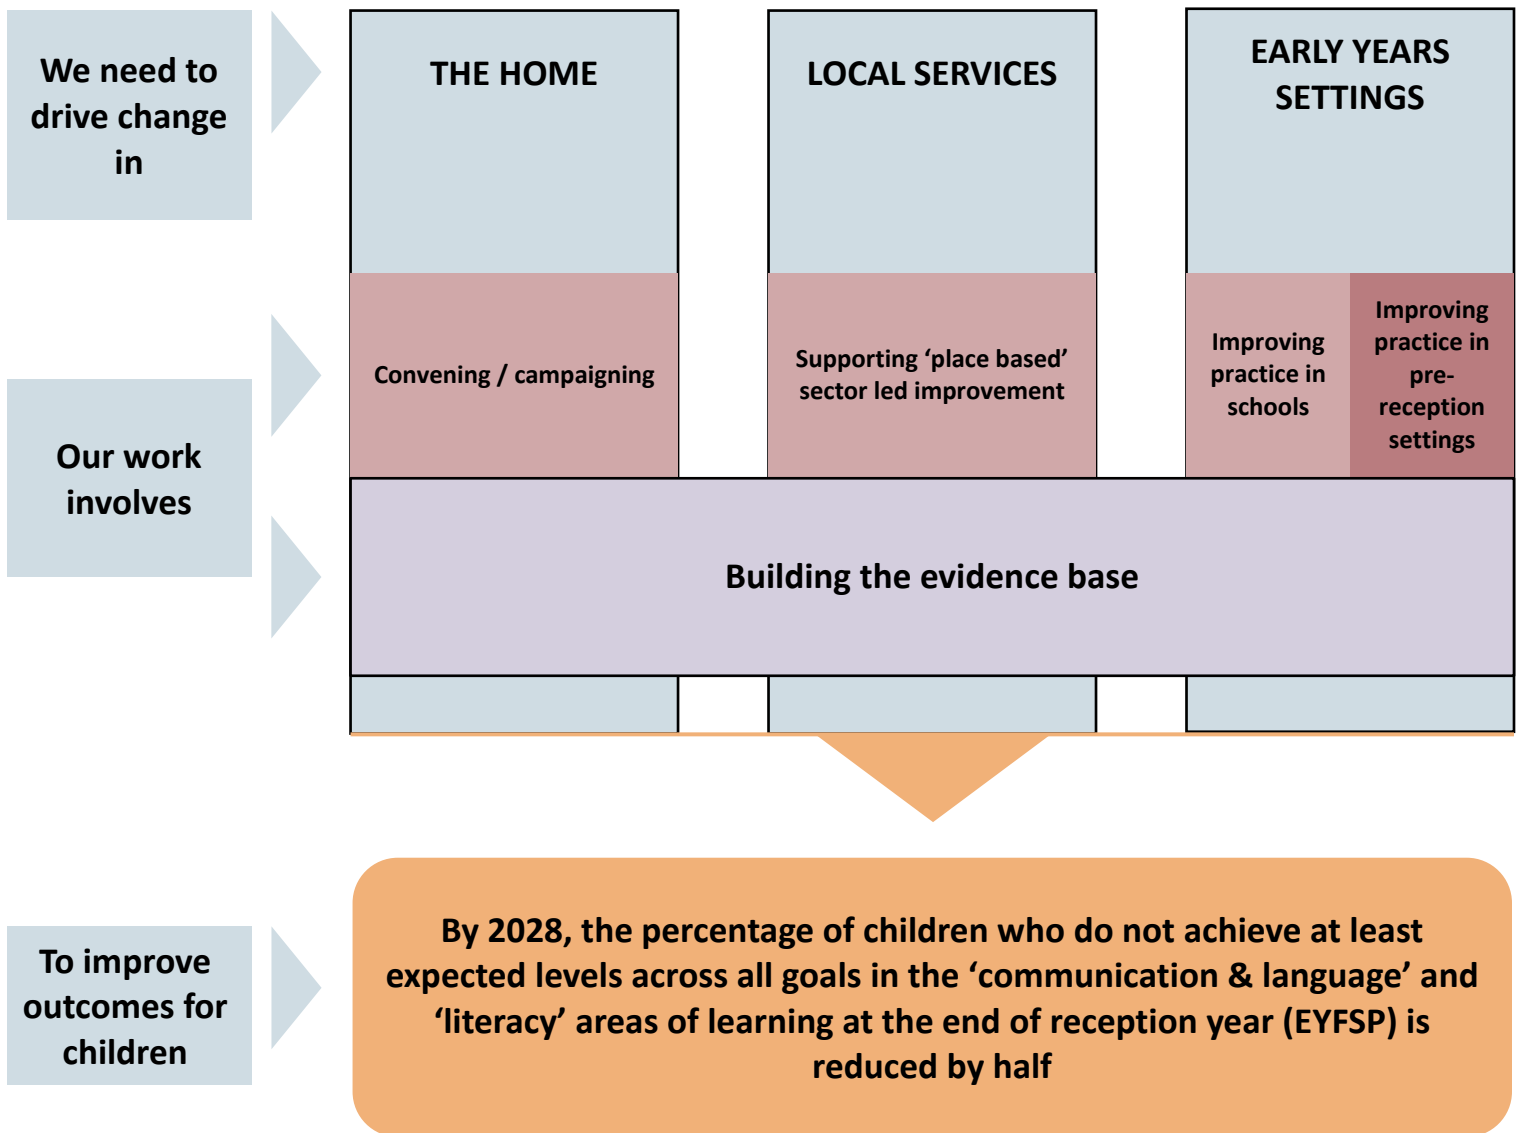 We need to
drive change
in
THE HOME
LOCAL SERVICES
EARLY YEARS
SETTINGS
Our work
involves
Convening / campaigning
Supporting ‘place based’
sector led improvement
Improving
practice in
schools
Improving
practice in
pre-
reception
settings
Building the evidence base
To improve
outcomes for
children
By 2028, the percentage of children who do not achieve at least
expected levels across all goals in the ‘communication & language’ and
‘literacy’ areas of learning at the end of reception year (EYFSP) is
reduced by half